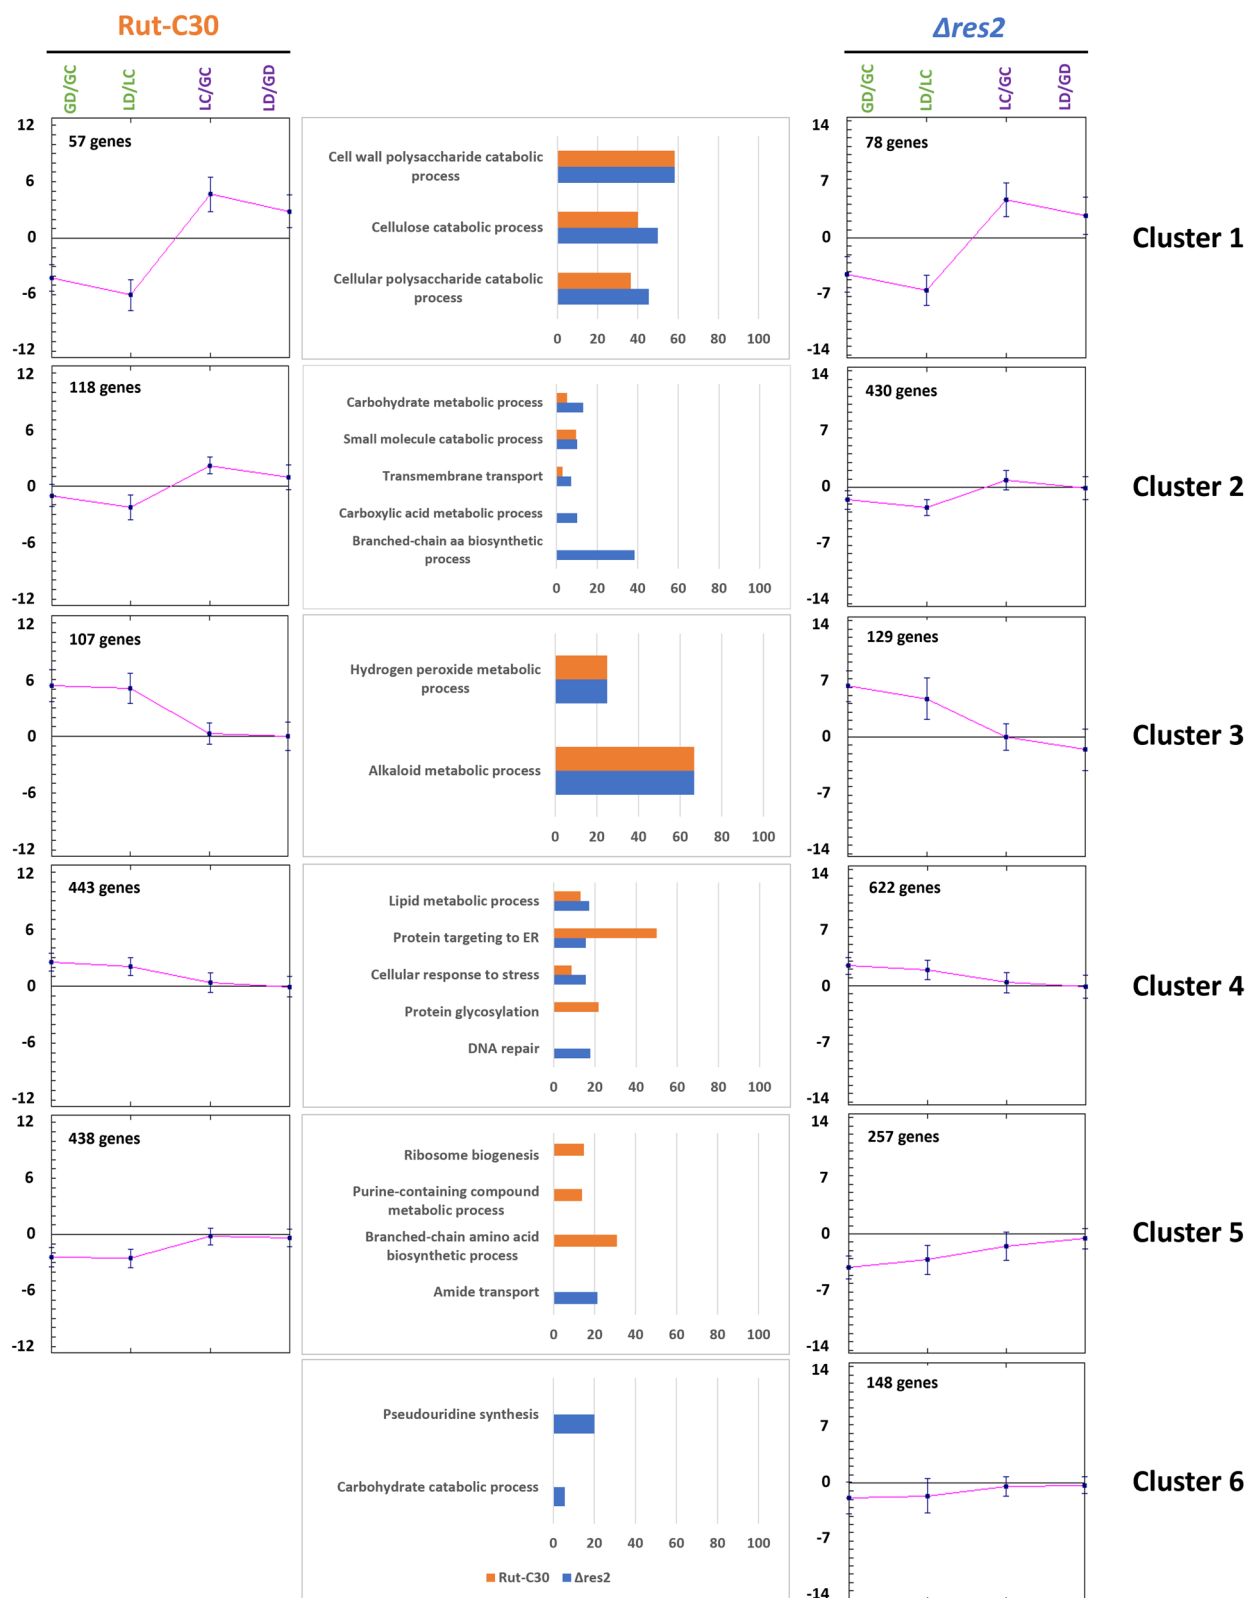 Rut-C30
Δres2
GD/GC
LD/LC
LC/GC
LD/GD
GD/GC
LD/LC
LC/GC
LD/GD
12
6
0
-6
-12
57 genes
Cell wall polysaccharide catabolic
process
Cellulose catabolic process
Cellular polysaccharide catabolic
process
0 20 40 60 80 100
14
7
0
-7
-14
78 genes
Cluster 1
12
6
0
-6
-12
118 genes
Carbohydrate metabolic process
Small molecule catabolic process
Transmembrane transport
Carboxylic acid metabolic process
Branched-chain aa biosynthetic
process
0 20 40 60 80 100
14
7
0
-7
-14
430 genes
Cluster 2
12
6
0
-6
-12
107 genes
Hydrogen peroxide metabolic
process
Alkaloid metabolic process
0 20 40 60 80 100
14
7
0
-7
-14
129 genes
Cluster 3
12
6
0
-6
-12
443 genes
Lipid metabolic process
Protein targeting to ER
Cellular response to stress
Protein glycosylation
DNA repair
0 20 40 60 80 100
14
7
0
-7
-14
622 genes
Cluster 4
12
6
0
-6
-12
438 genes
Ribosome biogenesis
Purine-containing compound
metabolic process
Branched-chain amino acid
biosynthetic process
Amide transport
0 20 40 60 80 100
14
7
0
-7
-14
257 genes
Cluster 5
Pseudouridine synthesis
Carbohydrate catabolic process
0 20 40 60 80 100
Rut-C30 Δres2
14
7
0
-7
-14
148 genes
Cluster 6